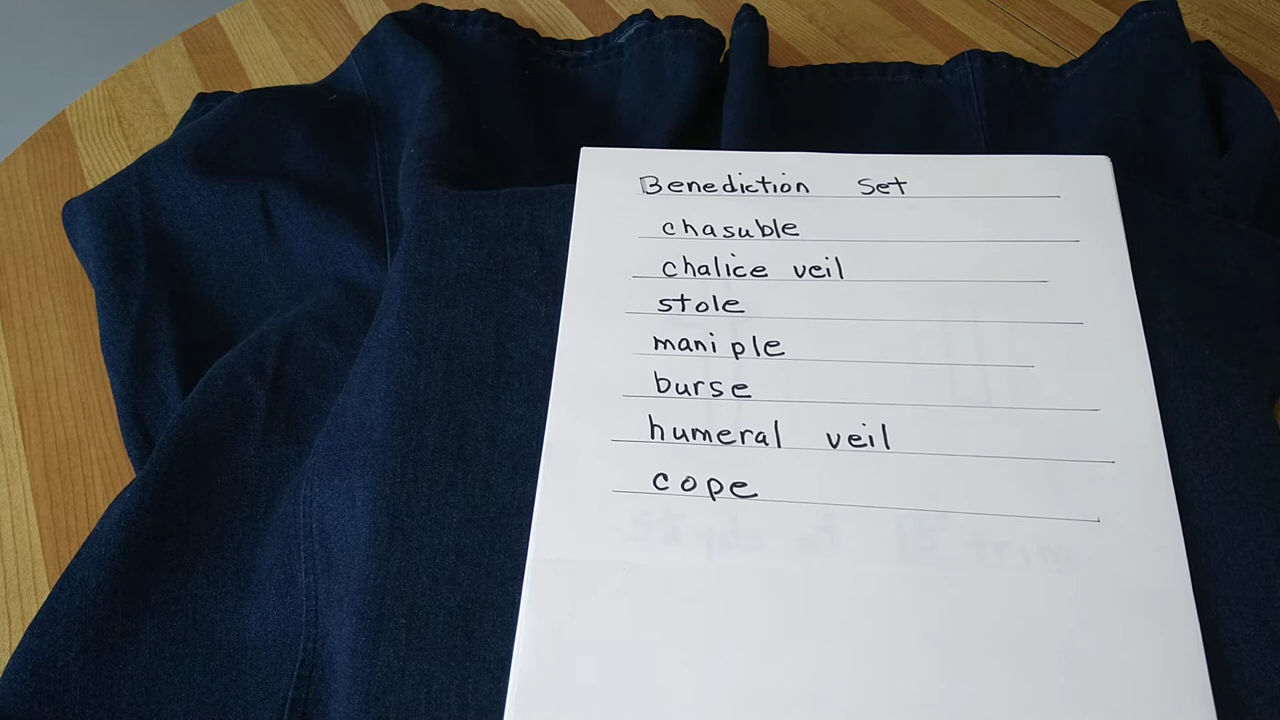 Benediction Set
chasuble
chalice veil
stole
maniple
burse
humeral veil
cope